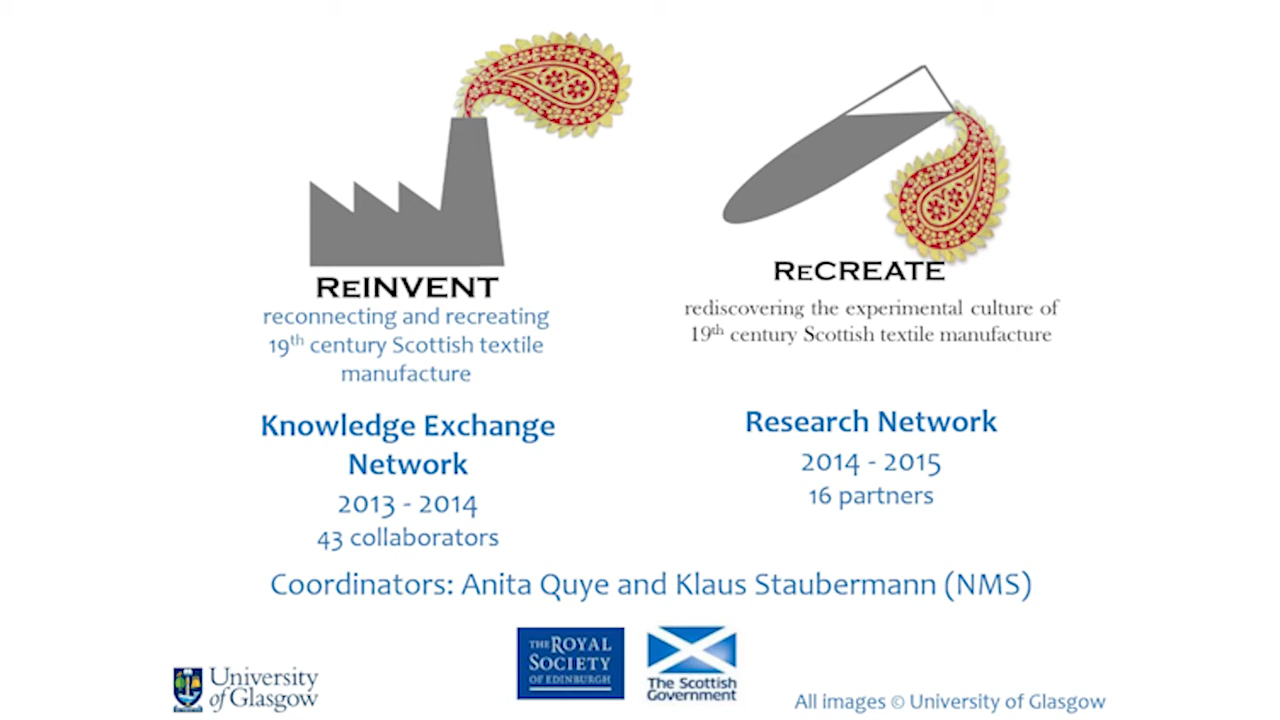 REINVENT
reconnecting and recreating
19th century Scottish textile
manufacture
Knowledge Exchange
Network
2013 - 2014
43 collaborators
RECREATE
rediscovering the experimental culture of
19th century Scottish textile manufacture
Research Network
2014 - 2015
16 partners
Coordinators: Anita Quye and Klaus Staubermann (NMS)
University
of Glasgow
THE ROYAL
SOCIETY
OF EDINBURGH
The Scottish
Government
All images © University of Glasgow